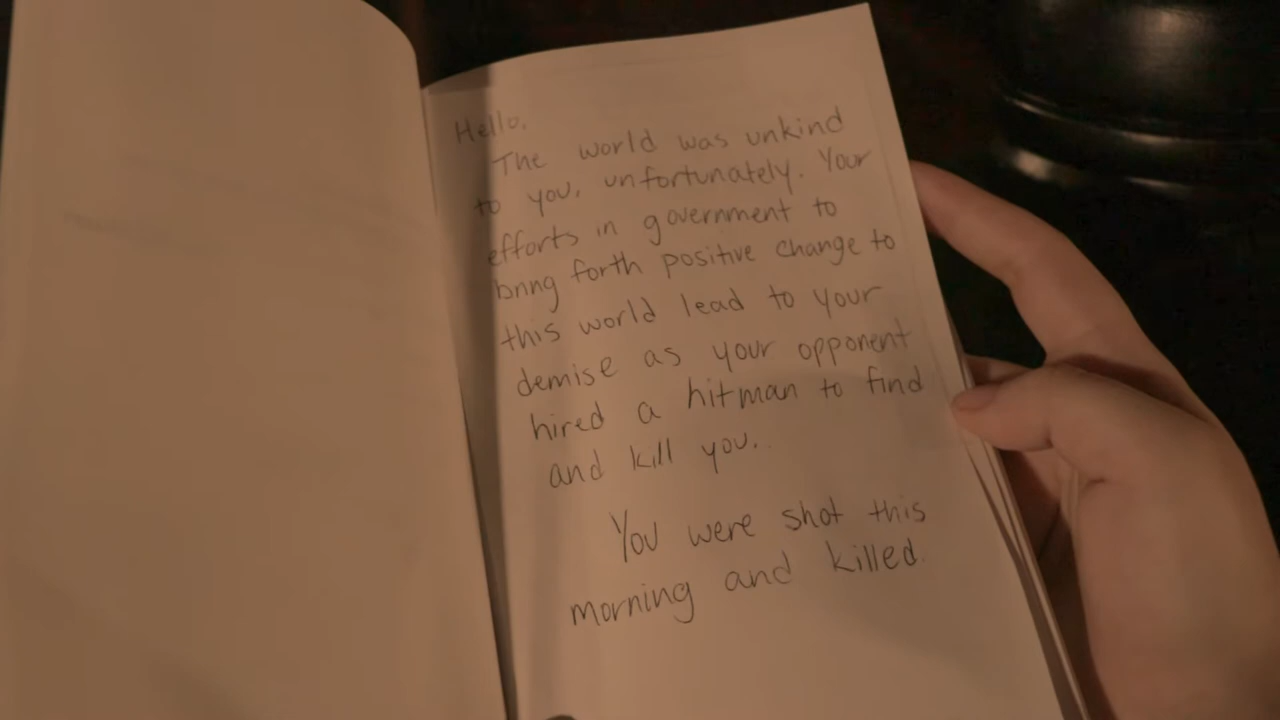 Hello.
The world was unkind
to you, unfortunately. Your
efforts in government to
bring forth positive change to
this world lead to your
demise as your opponent
hired a hitman to find
and kill you.
You were shot this
morning and killed.